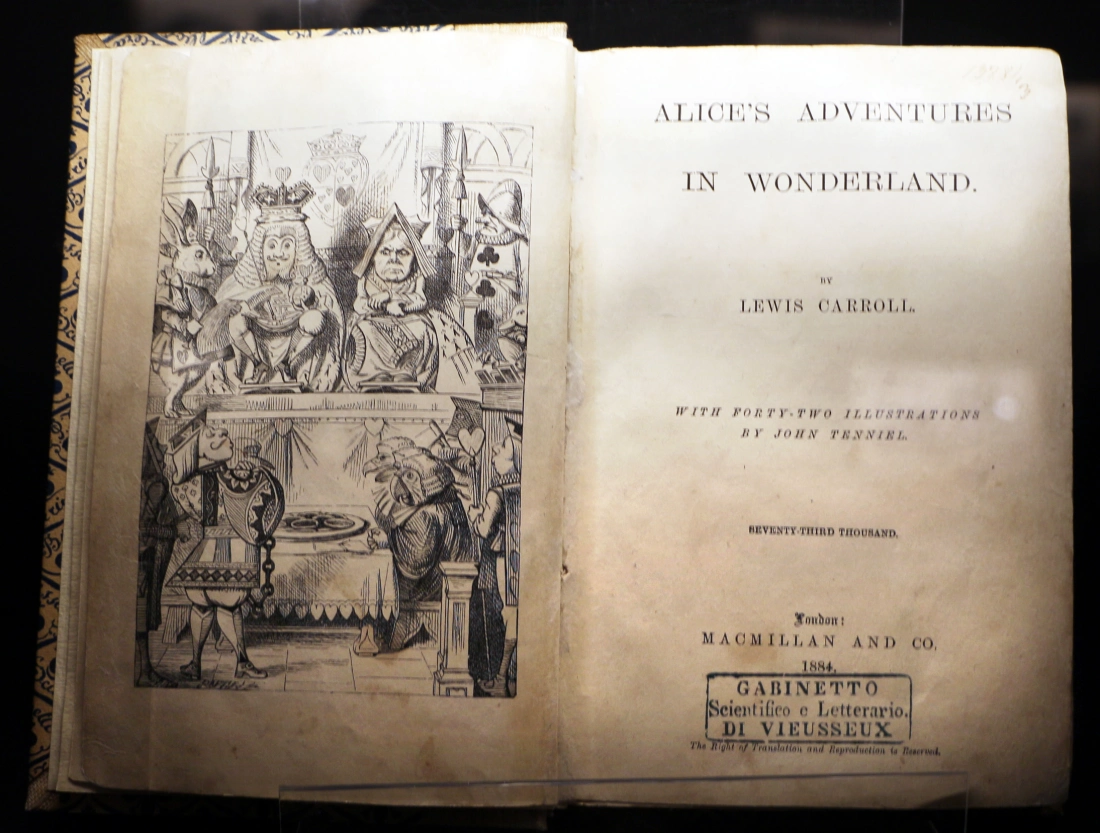 ALICE'S ADVENTURES
IN WONDERLAND.
BY
LEWIS CARROLL.
WITH FORTY-TWO ILLUSTRATIONS
BY JOHN TENNIEL.
SEVENTY-THIRD THOUSAND.
London:
MACMILLAN AND CO.
1884.
GABINETTO
Scientifico e Letterario.
DI VIEUSSEUX
The Right of Translation and Reproduction is Reserved.